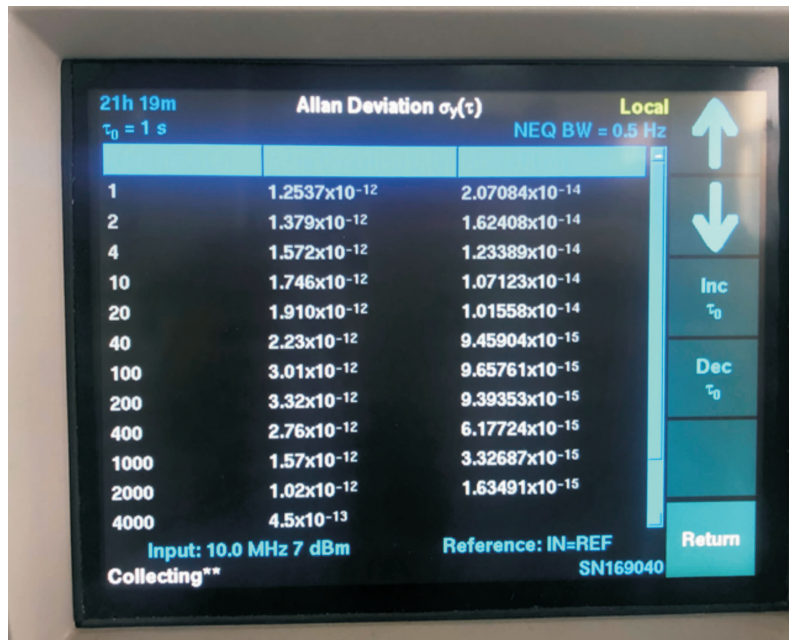 21h 19m Allan Deviation σy(τ) Local
τ0 = 1 s NEQ BW = 0.5 Hz
1 1.2537x10-12 2.07084x10-14
2 1.379x10-12 1.62408x10-14
4 1.572x10-12 1.23389x10-14
10 1.746x10-12 1.07123x10-14
Inc
τ0
20 1.910x10-12 1.01558x10-14
40 2.23x10-12 9.45904x10-15
100 3.01x10-12 9.65761x10-15
Dec
τ0
200 3.32x10-12 9.39353x10-15
400 2.76x10-12 6.17724x10-15
1000 1.57x10-12 3.32687x10-15
2000 1.02x10-12 1.63491x10-15
4000 4.5x10-13
Input: 10.0 MHz 7 dBm Reference: IN=REF
Return
Collecting** SN169040